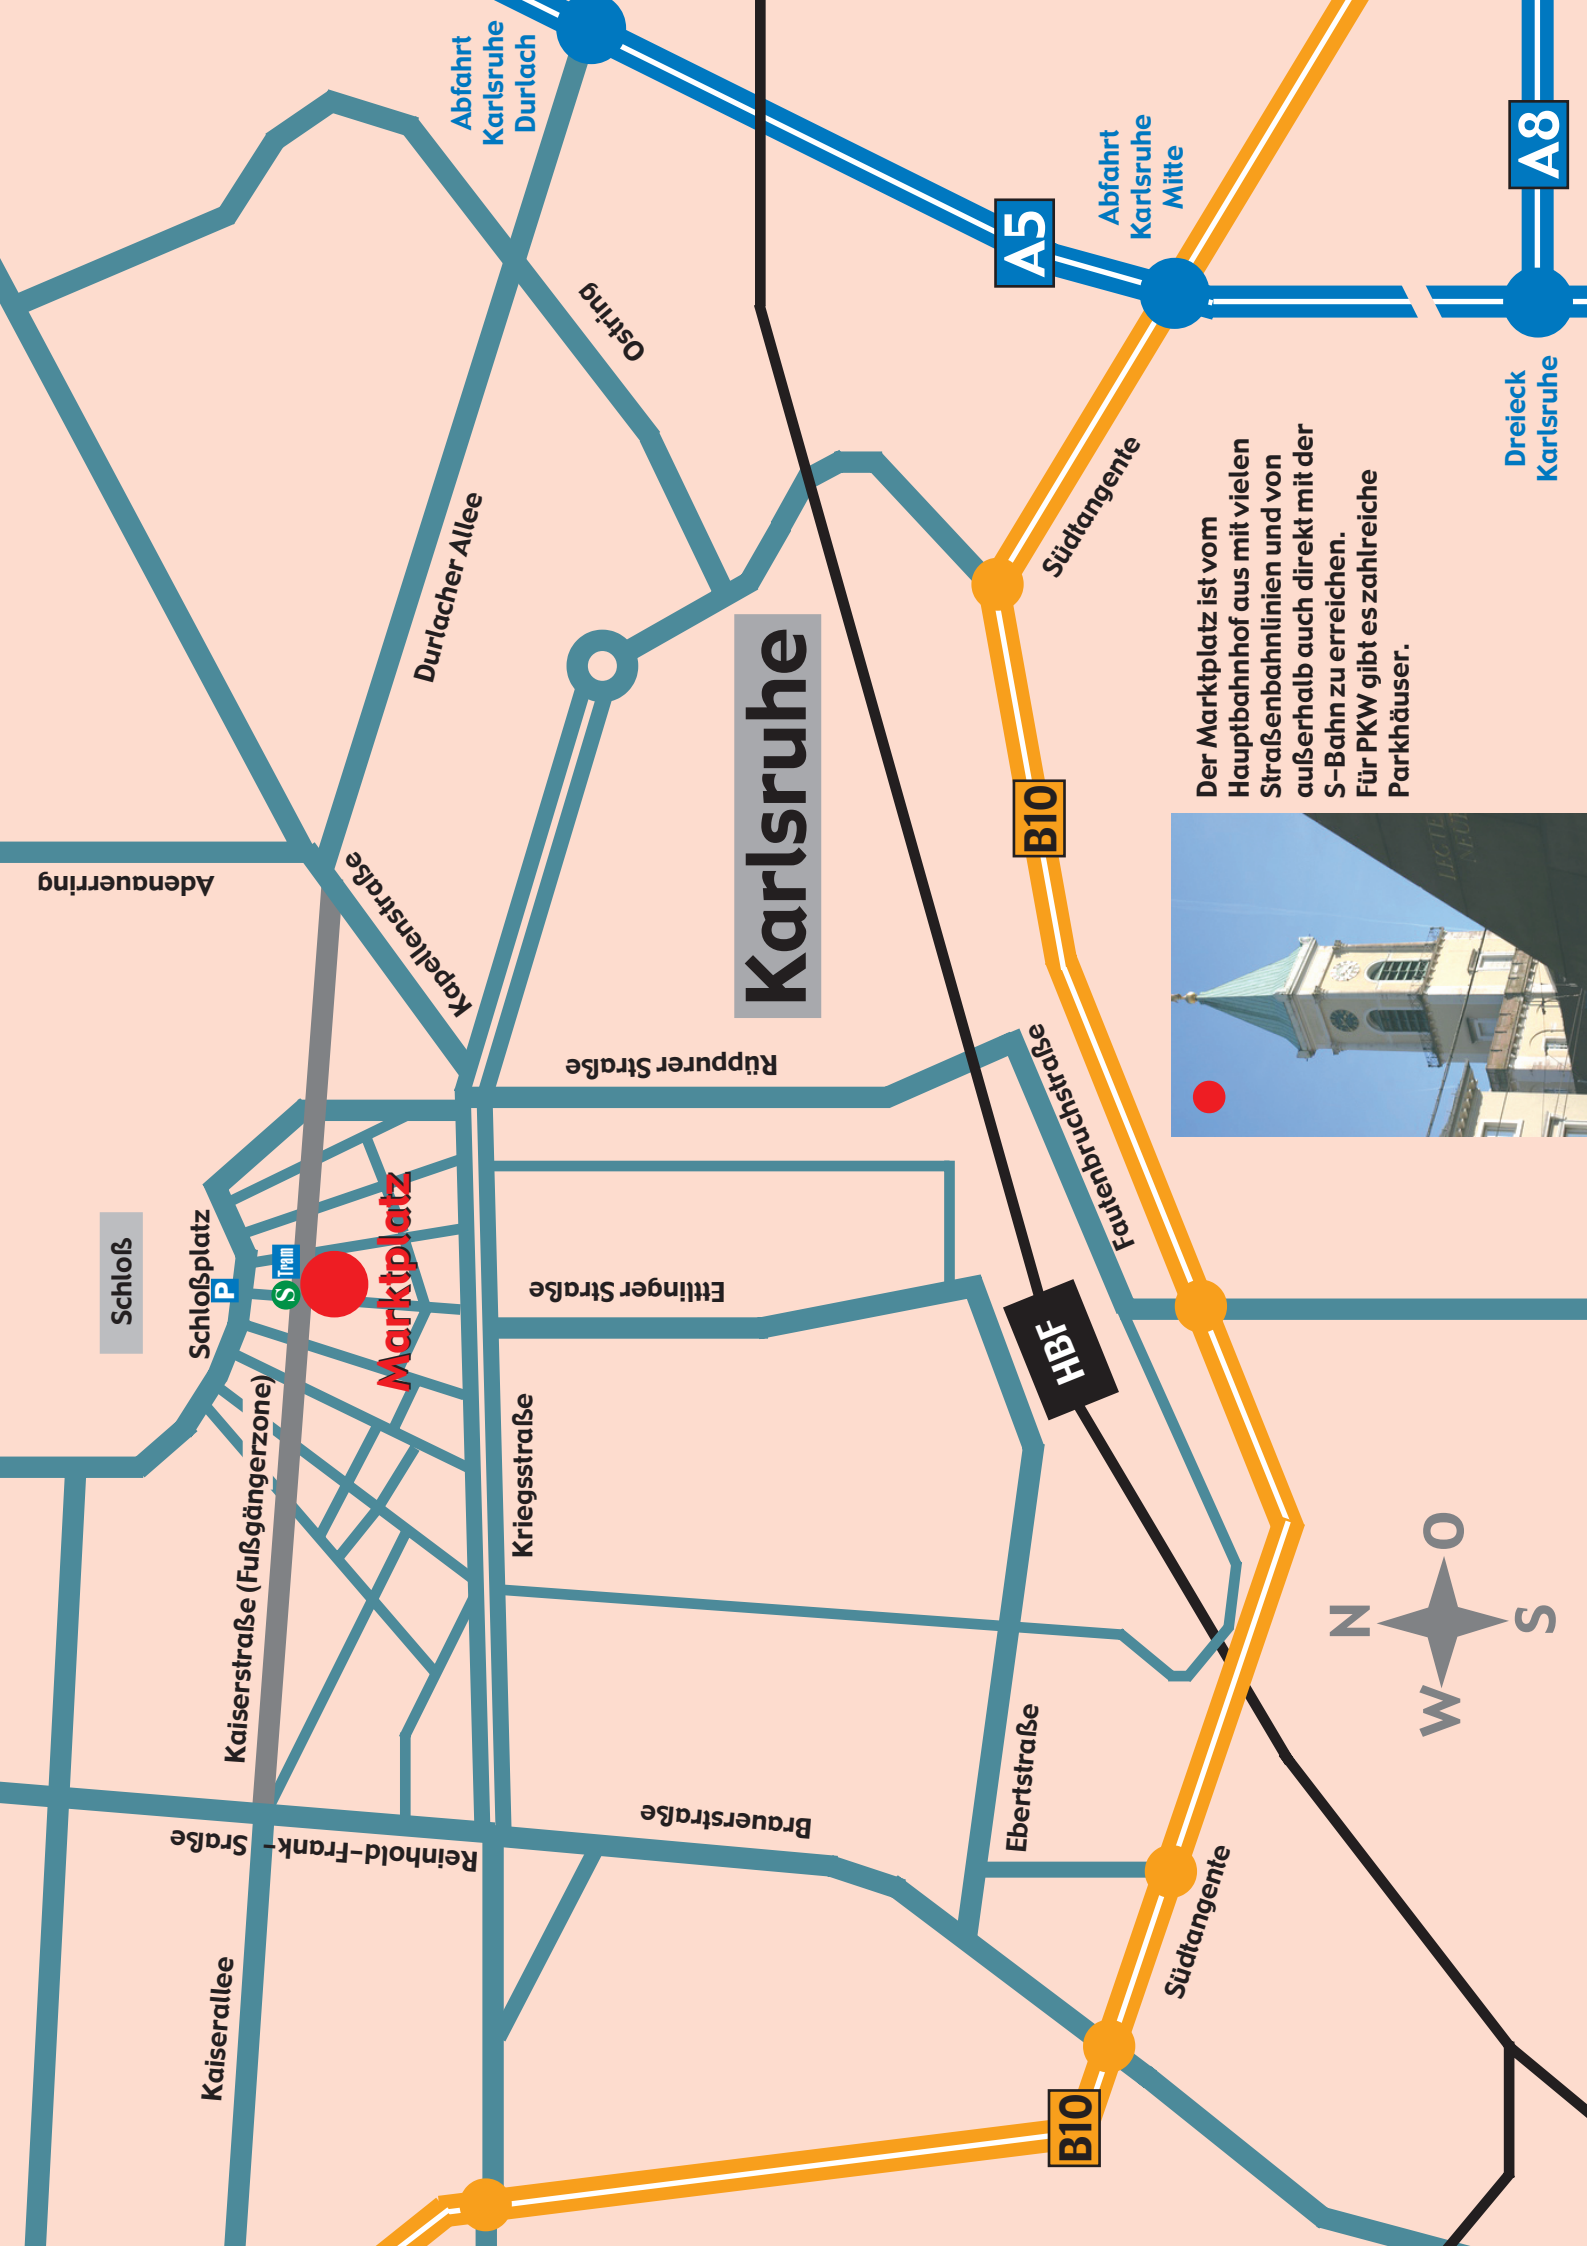 Abfahrt
Karlsruhe
Durlach
Ostring
A5
Abfahrt
Karlsruhe
Mitte
A8
Dreieck
Karlsruhe
Südtangente
Durlacher Allee
Adenauerring
Kapellenstraße
Karlsruhe
B10
Der Marktplatz ist vom
Hauptbahnhof aus mit vielen
Straßenbahnlinien und von
außerhalb auch direkt mit der
S-Bahn zu erreichen.
Für PKW gibt es zahlreiche
Parkhäuser.
Rüppurer Straße
Fautenbruchstraße
Schloß
Schloßplatz
P
S
Tram
Marktplatz
Ettlinger Straße
HBF
Kaiserstraße (Fußgängerzone)
Kriegsstraße
Reinhold-Frank-
Sraße
Brauerstraße
Ebertstraße
Südtangente
Kaiserallee
B10
N
O
S
W